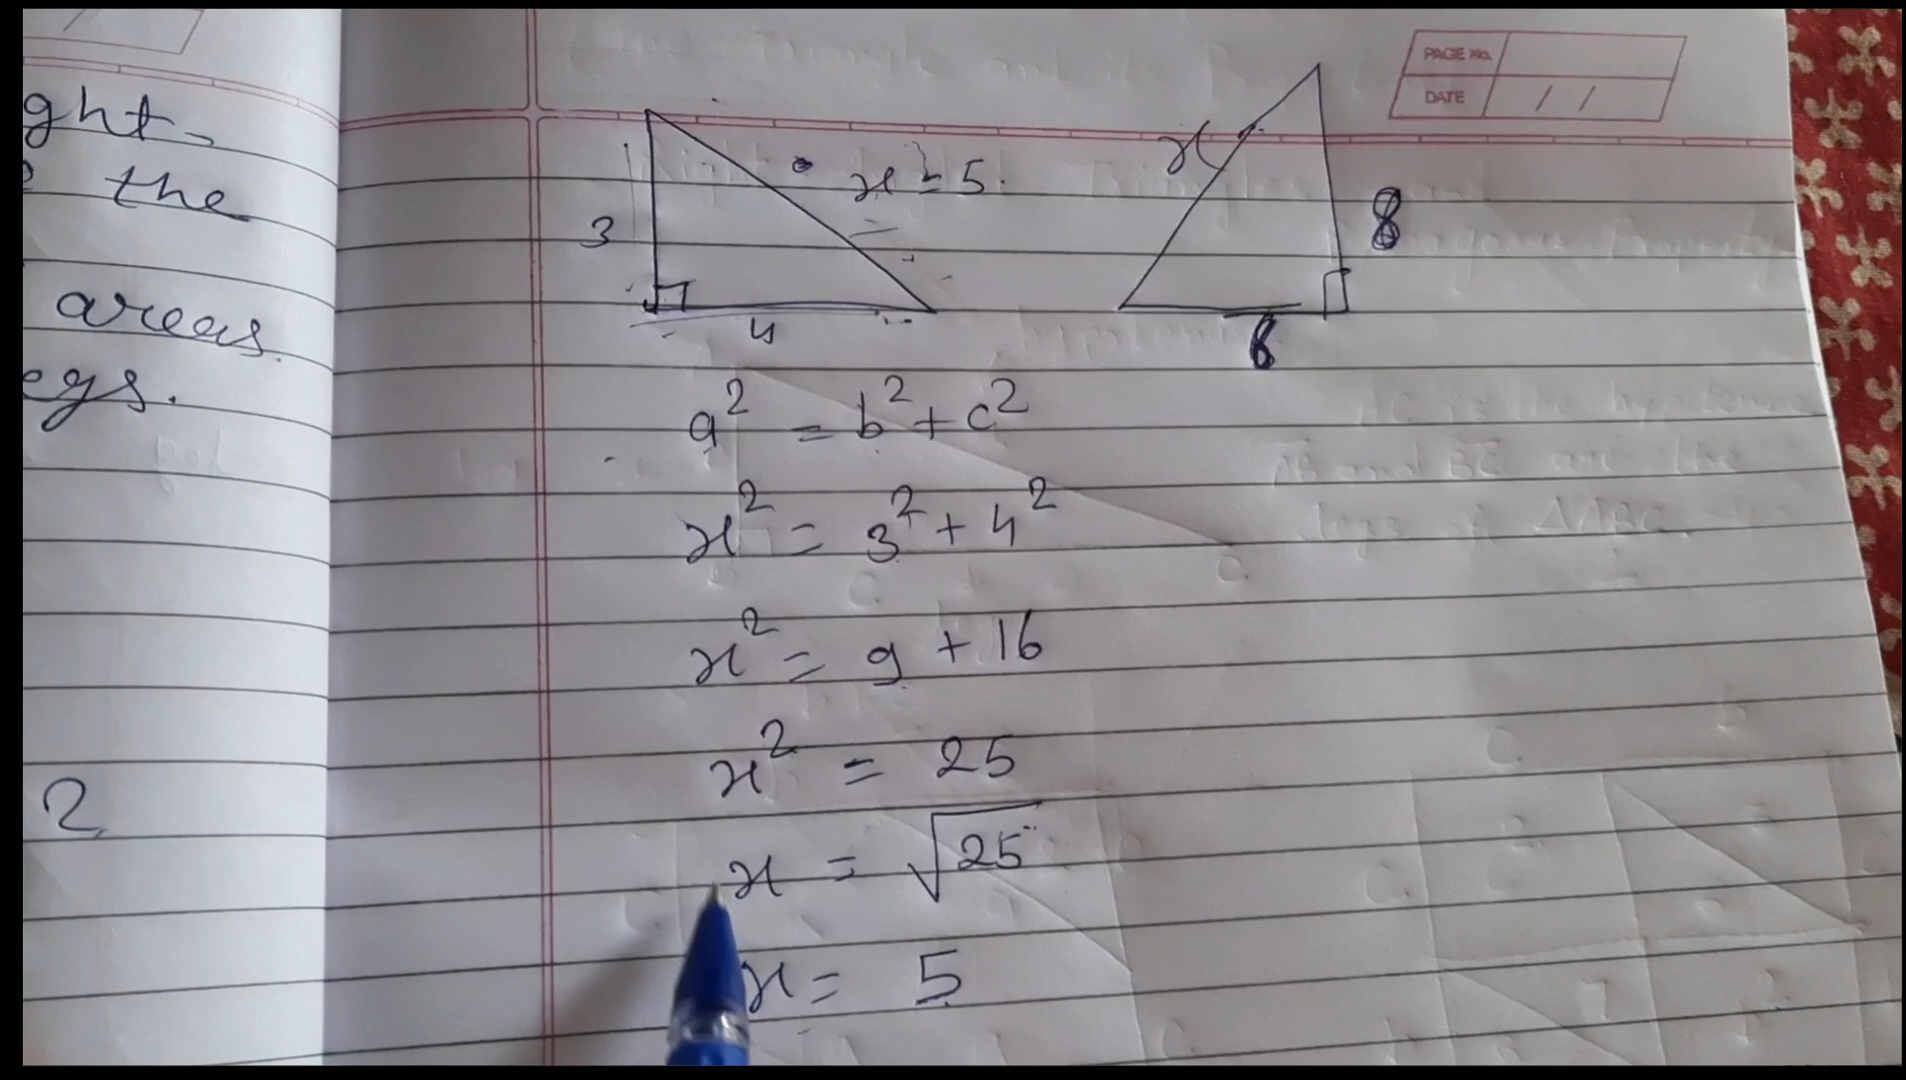 ght-
the
areas.
egs.
2
PAGE No.
DATE / /
3
x = 5.
4
x
8
6
a² = b² + c²
x² = 3² + 4²
x² = 9 + 16
x² = 25
x = √25
x = 5